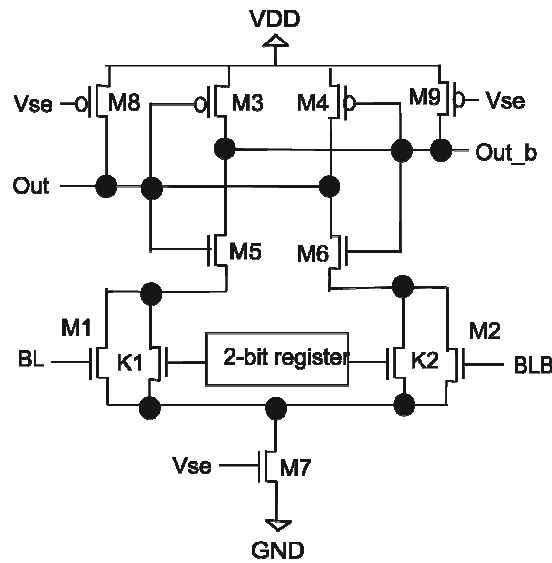 VDD
Vse
M8
M3
M4
M9
Vse
Out
Out_b
M5
M6
M1
M2
BL
K1
2-bit register
K2
BLB
Vse
M7
GND